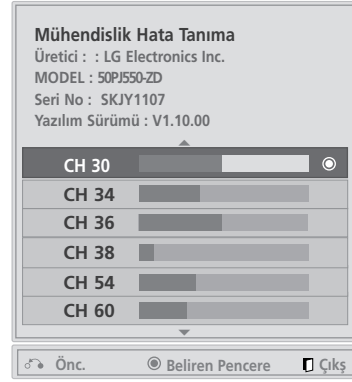 Mühendislik Hata Tanıma
Üretici : : LG Electronics Inc.
MODEL : 50PJ550-ZD
Seri No : SKJY1107
Yazılım Sürümü : V1.10.00
CH 30
CH 34
CH 36
CH 38
CH 54
CH 60
Önc. Beliren Pencere Çıkş